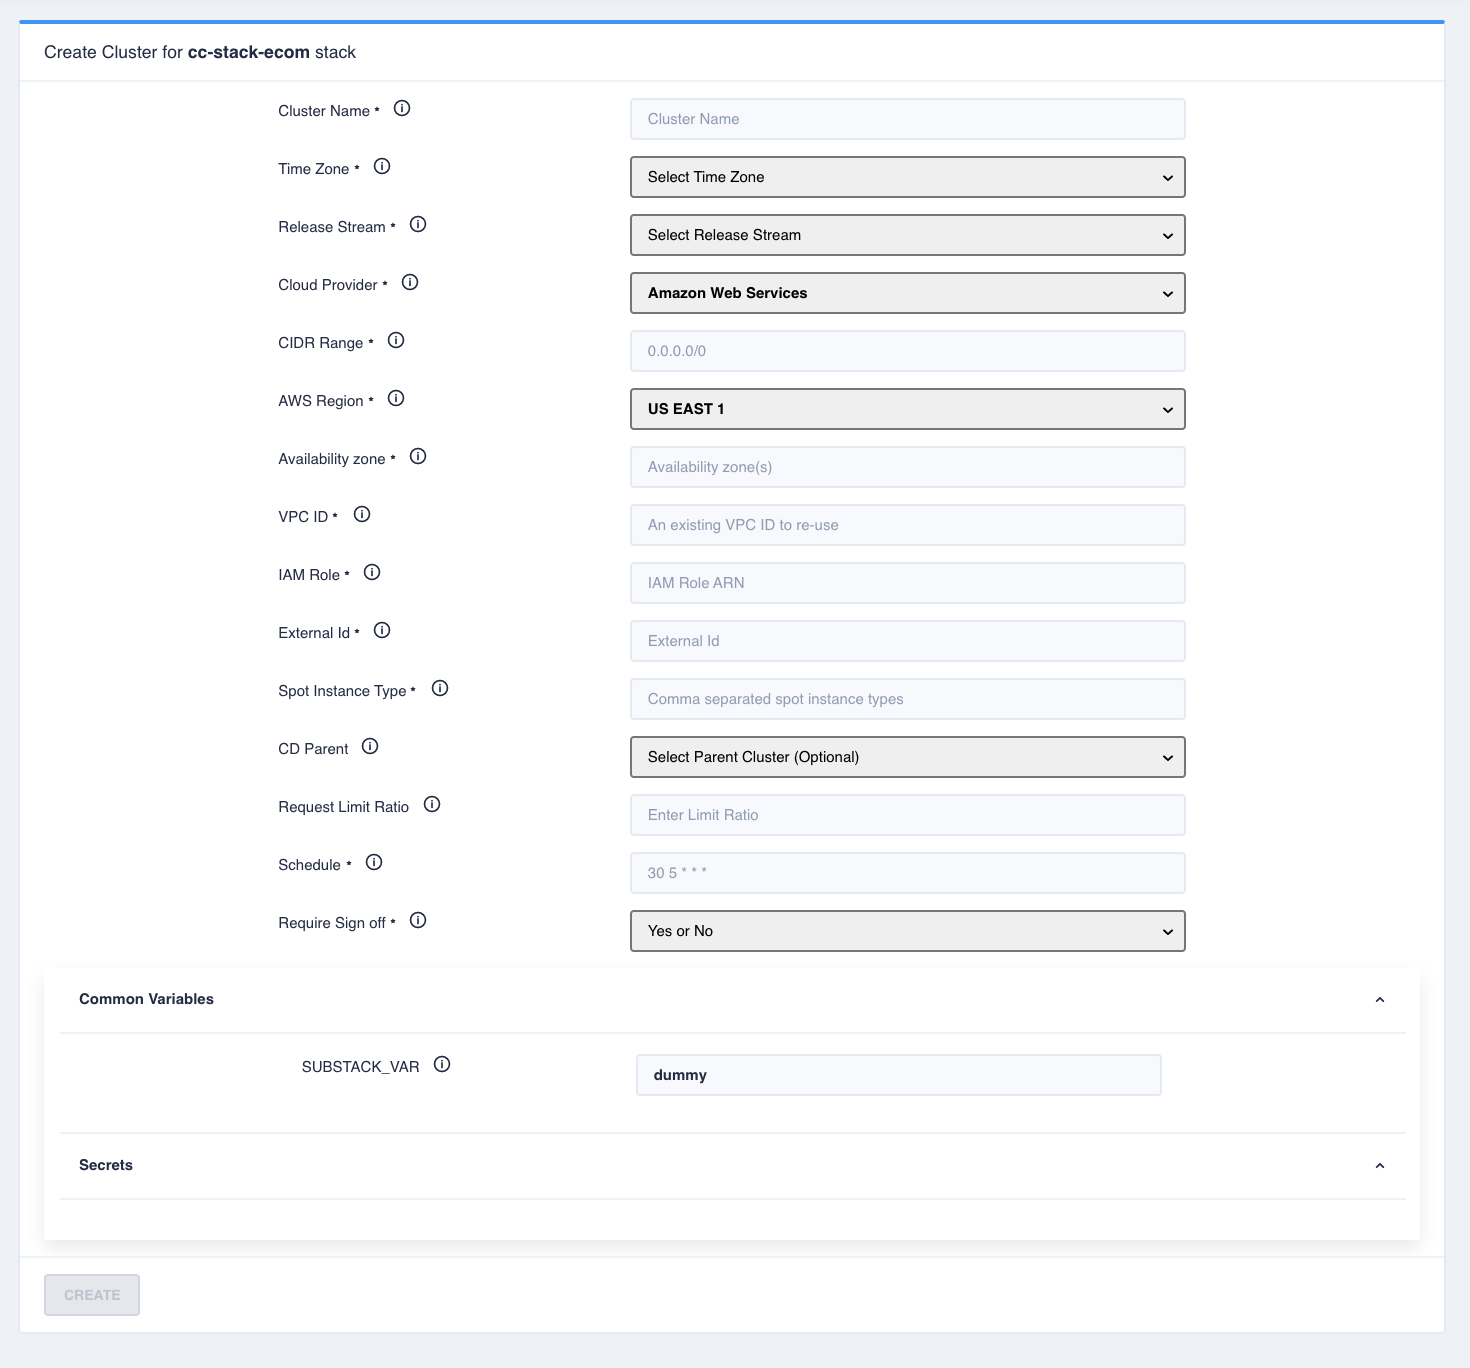 Create Cluster for cc-stack-ecom stack
Cluster Name *
Cluster Name
Time Zone *
Select Time Zone
Release Stream *
Select Release Stream
Cloud Provider *
Amazon Web Services
CIDR Range *
0.0.0.0/0
AWS Region *
US EAST 1
Availability zone *
Availability zone(s)
VPC ID *
An existing VPC ID to re-use
IAM Role *
IAM Role ARN
External Id *
External Id
Spot Instance Type *
Comma separated spot instance types
CD Parent
Select Parent Cluster (Optional)
Request Limit Ratio
Enter Limit Ratio
Schedule *
30 5 * * *
Require Sign off *
Yes or No
Common Variables
SUBSTACK_VAR
dummy
Secrets
CREATE